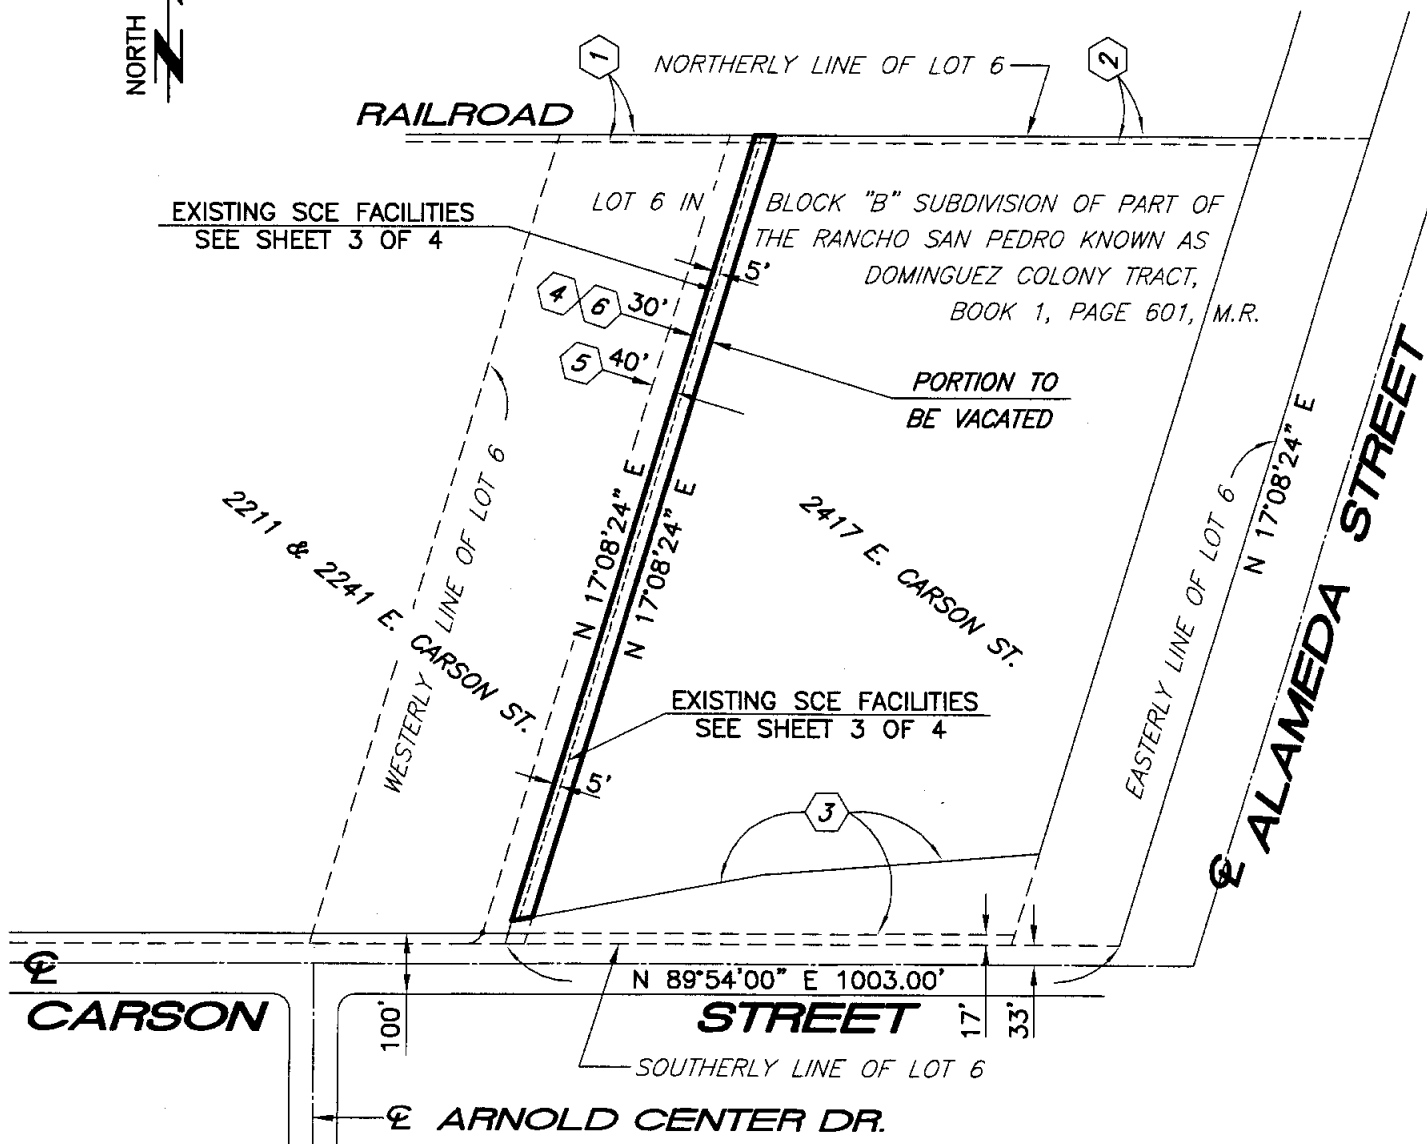 NORTH
1
NORTHERLY LINE OF LOT 6
2
RAILROAD
EXISTING SCE FACILITIES
SEE SHEET 3 OF 4
LOT 6 IN BLOCK "B" SUBDIVISION OF PART OF
THE RANCHO SAN PEDRO KNOWN AS
DOMINGUEZ COLONY TRACT,
BOOK 1, PAGE 601, M.R.
5'
4 6 30'
5 40'
PORTION TO
BE VACATED
N 17°08'24" E
N 17°08'24" E
2211 & 2241 E. CARSON ST.
WESTERLY LINE OF LOT 6
2417 E. CARSON ST.
EASTERLY LINE OF LOT 6
N 17°08'24" E
℄ ALAMEDA STREET
EXISTING SCE FACILITIES
SEE SHEET 3 OF 4
5'
3
℄
CARSON STREET
N 89°54'00" E 1003.00'
100'
17'
33'
SOUTHERLY LINE OF LOT 6
℄ ARNOLD CENTER DR.